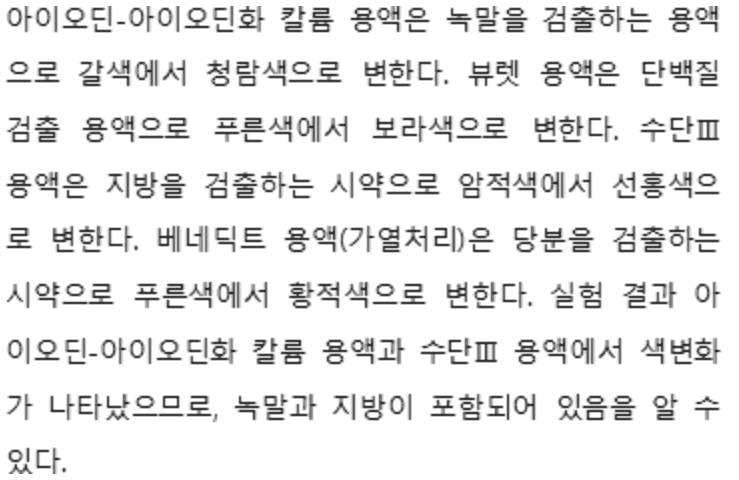 아이오딘-아이오딘화 칼륨 용액은 녹말을 검출하는 용액
으로 갈색에서 청람색으로 변한다. 뷰렛 용액은 단백질
검출 용액으로 푸른색에서 보라색으로 변한다. 수단Ⅲ
용액은 지방을 검출하는 시약으로 암적색에서 선홍색으
로 변한다. 베네딕트 용액(가열처리)은 당분을 검출하는
시약으로 푸른색에서 황적색으로 변한다. 실험 결과 아
이오딘-아이오딘화 칼륨 용액과 수단Ⅲ 용액에서 색변화
가 나타났으므로, 녹말과 지방이 포함되어 있음을 알 수
있다.